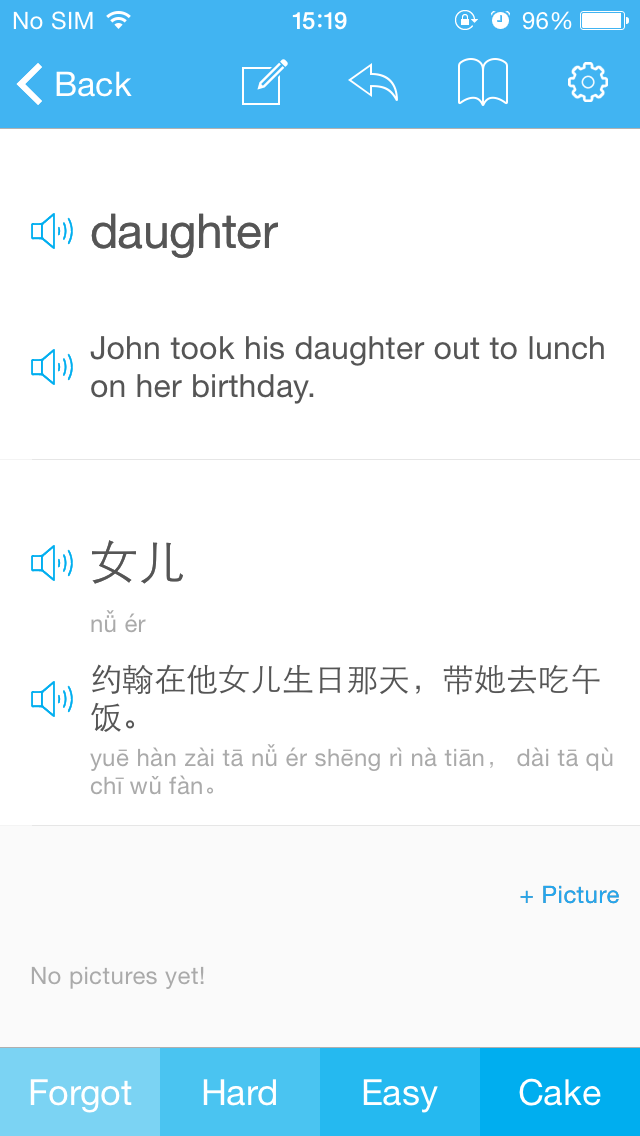 No SIM 15:19 96%
Back
daughter
John took his daughter out to lunch
on her birthday.
女儿
nǚ ér
约翰在他女儿生日那天，带她去吃午
饭。
yuē hàn zài tā nǚ ér shēng rì nà tiān， dài tā qù
chī wǔ fàn。
+ Picture
No pictures yet!
Forgot Hard Easy Cake